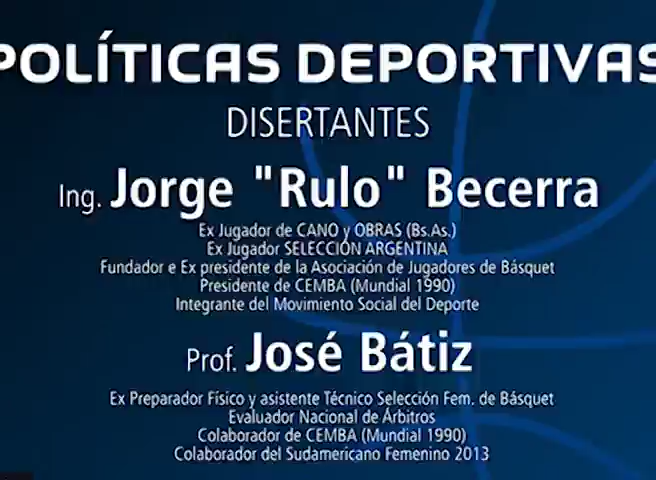 POLÍTICAS DEPORTIVAS
DISERTANTES
Ing. Jorge "Rulo" Becerra
Ex Jugador de CANO y OBRAS (Bs.As.)
Ex Jugador SELECCIÓN ARGENTINA
Fundador e Ex presidente de la Asociación de Jugadores de Básquet
Presidente de CEMBA (Mundial 1990)
Integrante del Movimiento Social del Deporte
Prof. José Bátiz
Ex Preparador Físico y asistente Técnico Selección Fem. de Básquet
Evaluador Nacional de Árbitros
Colaborador de CEMBA (Mundial 1990)
Colaborador del Sudamericano Femenino 2013